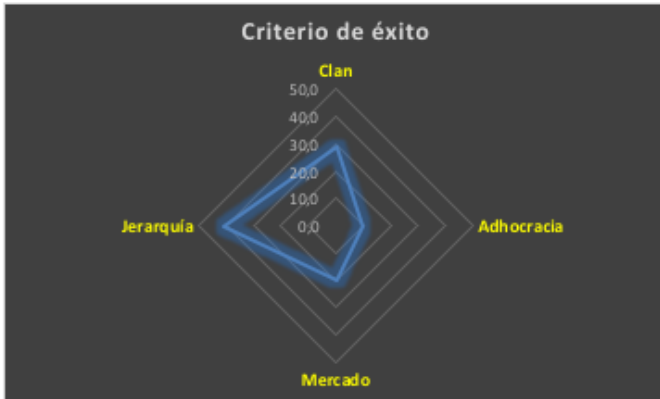 Criterio de éxito
Clan
50,0
40,0
30,0
20,0
10,0
Jerarquía 0,0 Adhocracia
Mercado